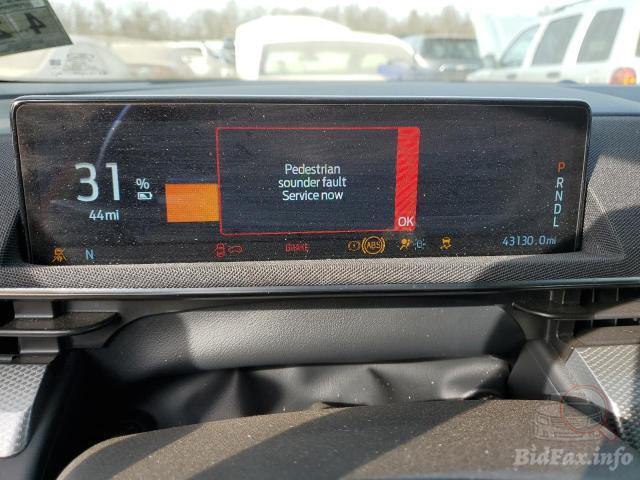 31 %
44mi
Pedestrian
sounder fault
Service now
OK
P
R
N
D
L
N
BRAKE
ABS
43130.0mi
BidFax.info